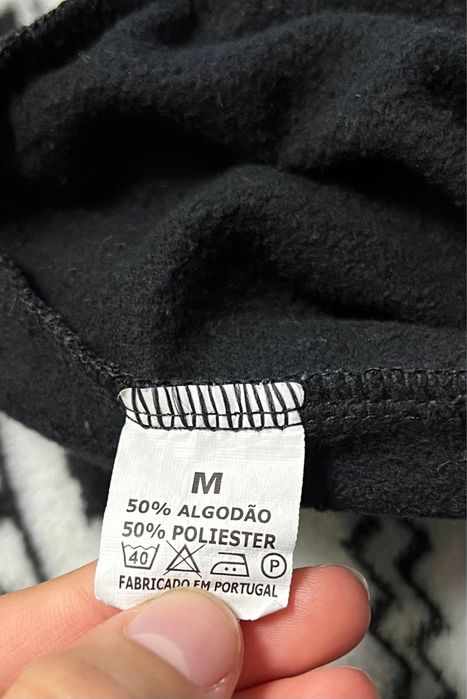 M
50% ALGODÃO
50% POLIESTER
40 P
FABRICADO EM PORTUGAL